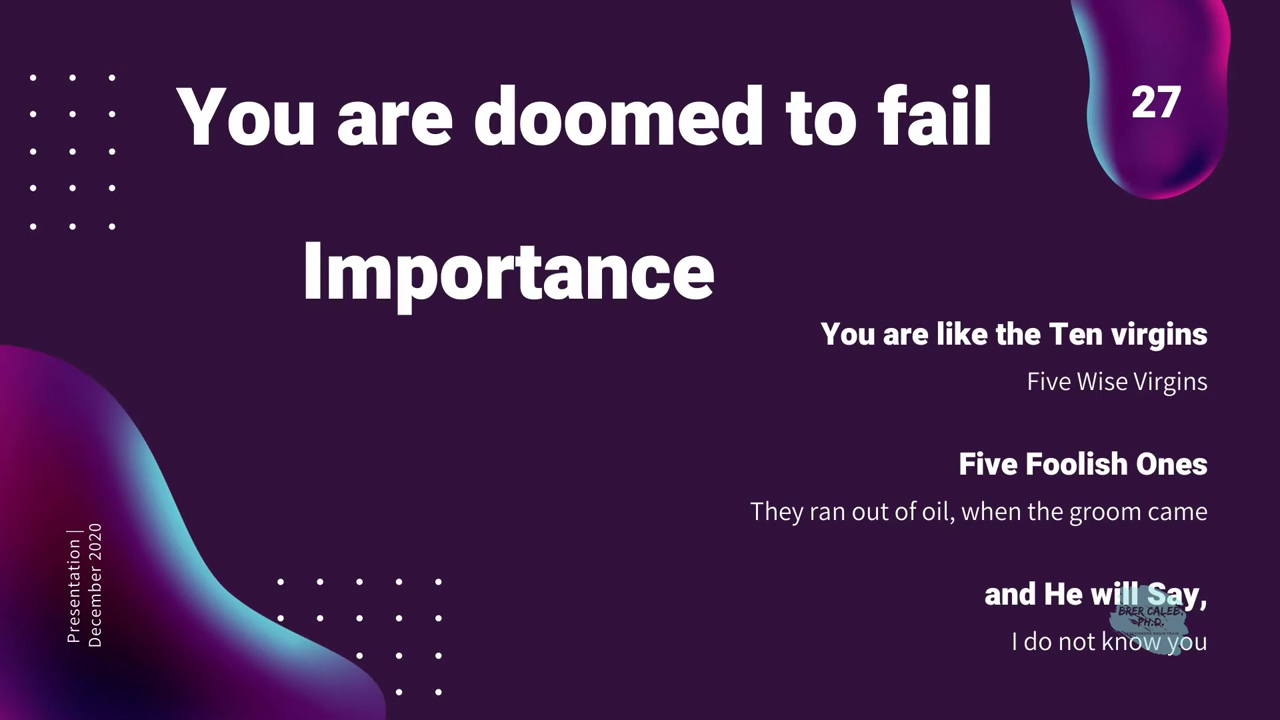 You are doomed to fail
27
Importance
You are like the Ten virgins
Five Wise Virgins
Five Foolish Ones
They ran out of oil, when the groom came
and He will Say,
I do not know you
BRER CALEB,
PH.D.
Presentation |
December 2020